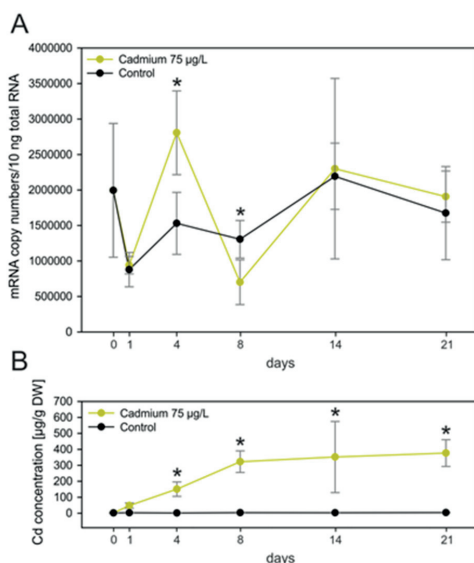 A
4000000
Cadmium 75 µg/L
Control
3500000
3000000
2500000
2000000
1500000
1000000
500000
0
mRNA copy numbers/10 ng total RNA
*
*
0 1 4 8 14 21
days
B
700
Cadmium 75 µg/L
Control
600
500
400
300
200
100
0
Cd concentration [µg/g DW]
*
*
*
*
0 1 4 8 14 21
days